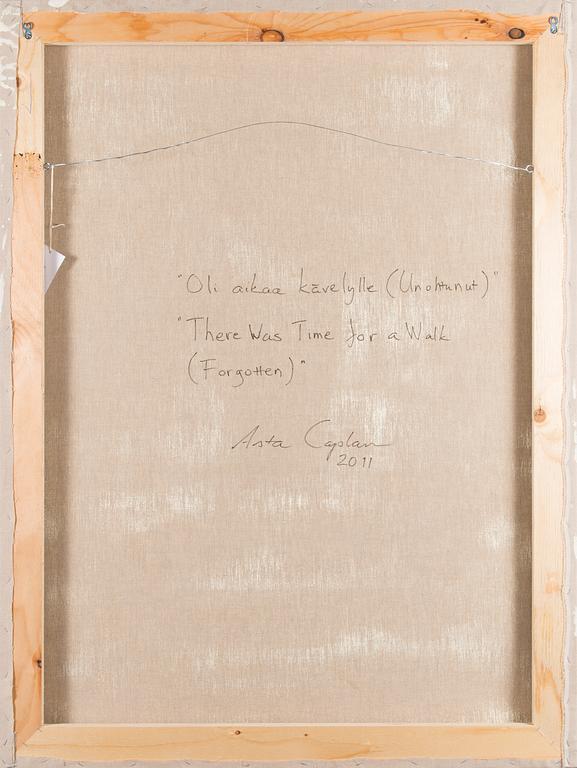 "Oli aikaa kävelylle (Unohtunut)"
"There Was Time for a Walk
(Forgotten)"
Asta Caplan
2011